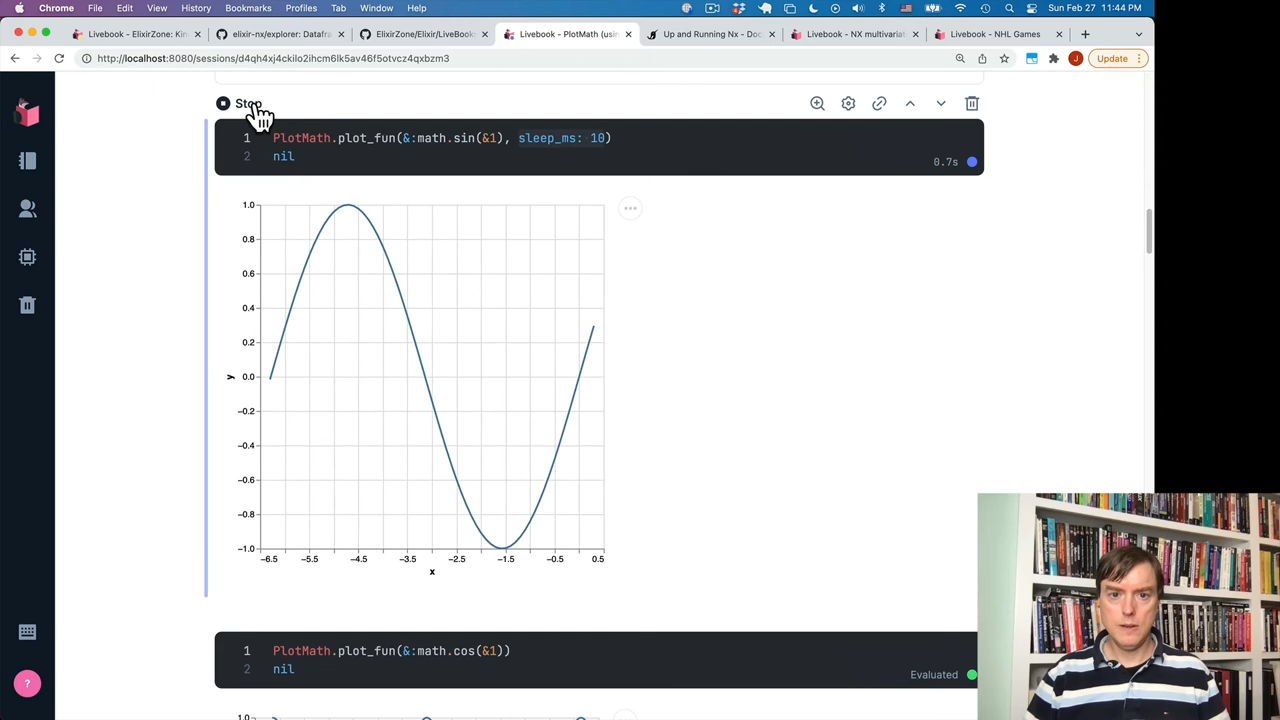 Chrome File Edit View History Bookmarks Profiles Tab Window Help Sun Feb 27 11:44 PM
Livebook - ElixirZone: Kin elixir-nx/explorer: Datafra ElixirZone/Elixir/LiveBook Livebook - PlotMath (usin Up and Running Nx - Doc Livebook - NX multivariat Livebook - NHL Games
http://localhost:8080/sessions/d4qh4xj4ckilo2ihcm6lk5av46f5otvcz4qxbzm3 J Update
Stop
1 PlotMath.plot_fun(&:math.sin(&1), sleep_ms: 10)
2 nil
0.7s
1.0
0.8
0.6
0.4
0.2
y 0.0
−0.2
−0.4
−0.6
−0.8
−1.0
−6.5 −5.5 −4.5 −3.5 −2.5 −1.5 −0.5 0.5
x
1 PlotMath.plot_fun(&:math.cos(&1))
2 nil
Evaluated
?
1.0